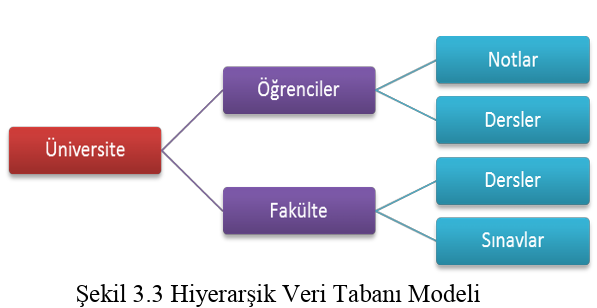 Üniversite
Öğrenciler
Notlar
Dersler
Fakülte
Dersler
Sınavlar
Şekil 3.3 Hiyerarşik Veri Tabanı Modeli